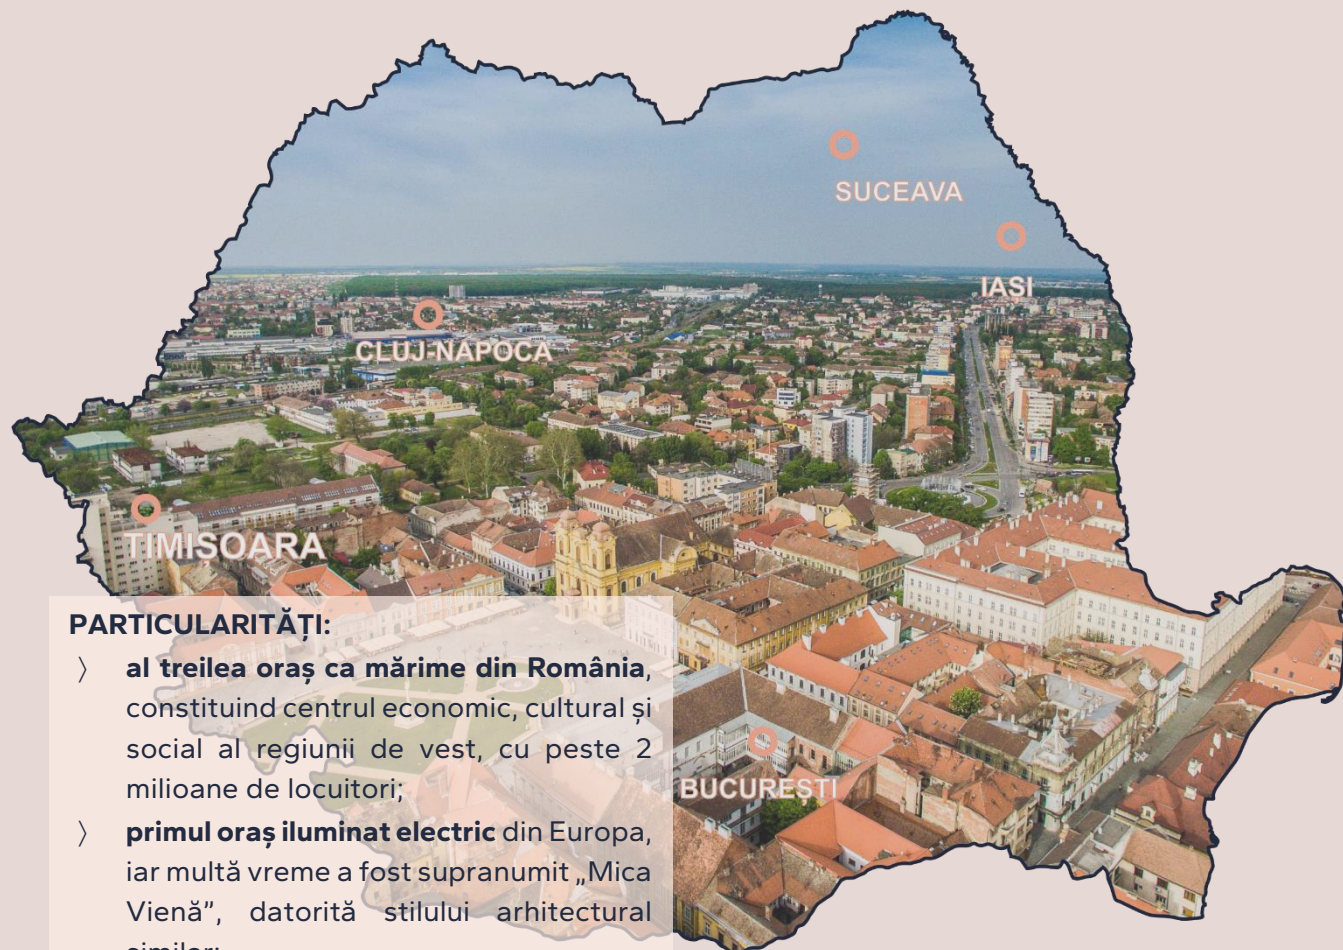 SUCEAVA
IASI
CLUJ-NAPOCA
TIMISOARA
PARTICULARITĂȚI:
〉 al treilea oraș ca mărime din România,
constituind centrul economic, cultural și
social al regiunii de vest, cu peste 2
milioane de locuitori;
〉 primul oraș iluminat electric din Europa,
iar multă vreme a fost supranumit „Mica
Vienă”, datorită stilului arhitectural
similar;
BUCUREȘTI